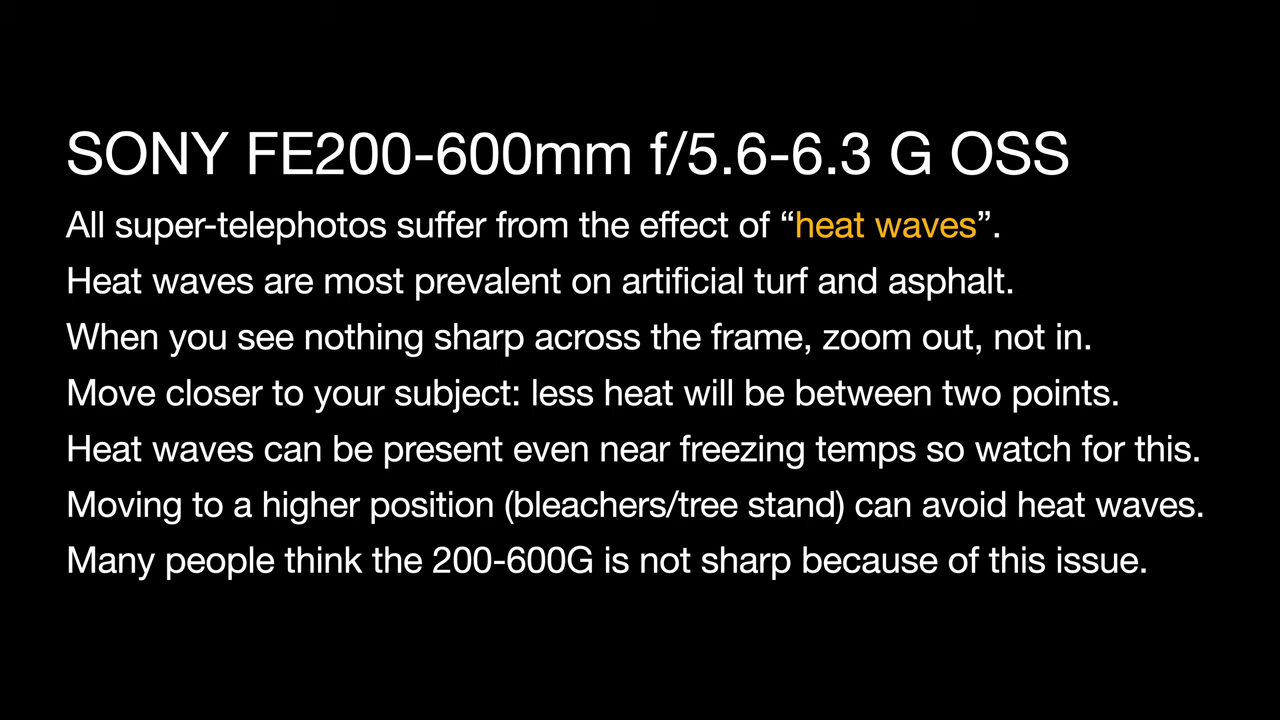 SONY FE200-600mm f/5.6-6.3 G OSS
All super-telephotos suffer from the effect of “heat waves”.
Heat waves are most prevalent on artificial turf and asphalt.
When you see nothing sharp across the frame, zoom out, not in.
Move closer to your subject: less heat will be between two points.
Heat waves can be present even near freezing temps so watch for this.
Moving to a higher position (bleachers/tree stand) can avoid heat waves.
Many people think the 200-600G is not sharp because of this issue.